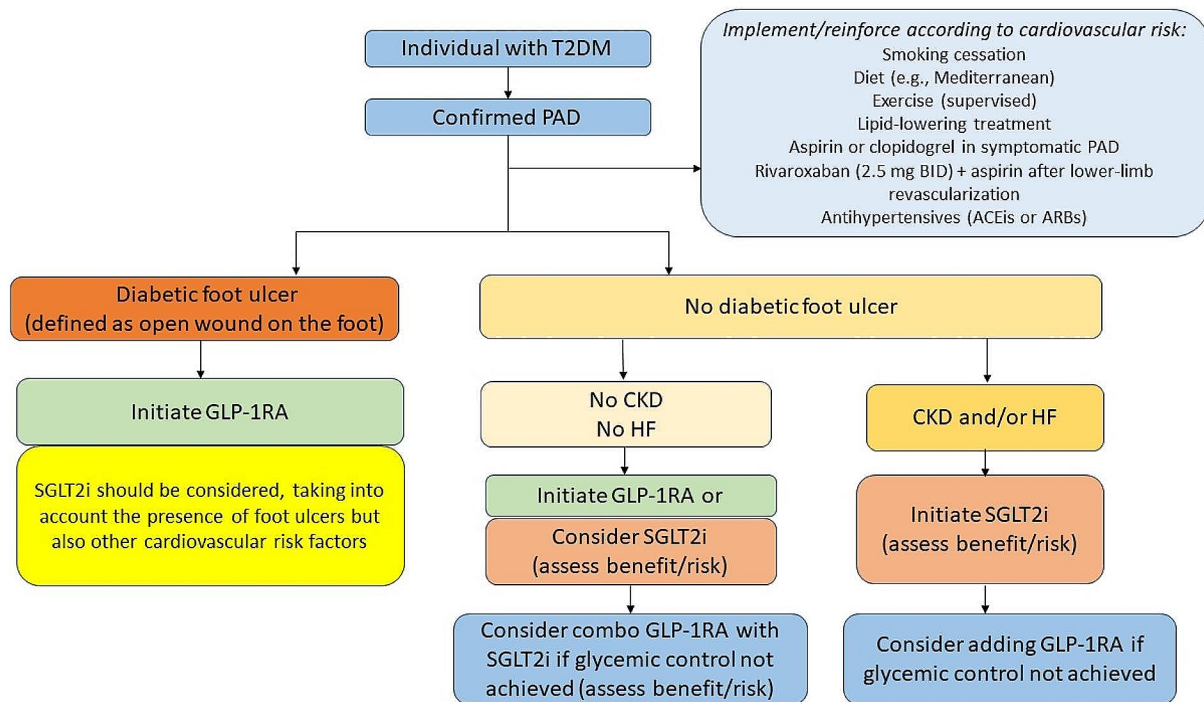 Individual with T2DM
Confirmed PAD
Implement/reinforce according to cardiovascular risk:
Smoking cessation
Diet (e.g., Mediterranean)
Exercise (supervised)
Lipid-lowering treatment
Aspirin or clopidogrel in symptomatic PAD
Rivaroxaban (2.5 mg BID) + aspirin after lower-limb
revascularization
Antihypertensives (ACEis or ARBs)
Diabetic foot ulcer
(defined as open wound on the foot)
Initiate GLP-1RA
SGLT2i should be considered, taking into
account the presence of foot ulcers but
also other cardiovascular risk factors
No diabetic foot ulcer
No CKD
No HF
Initiate GLP-1RA or
Consider SGLT2i
(assess benefit/risk)
Consider combo GLP-1RA with
SGLT2i if glycemic control not
achieved (assess benefit/risk)
CKD and/or HF
Initiate SGLT2i
(assess benefit/risk)
Consider adding GLP-1RA if
glycemic control not achieved